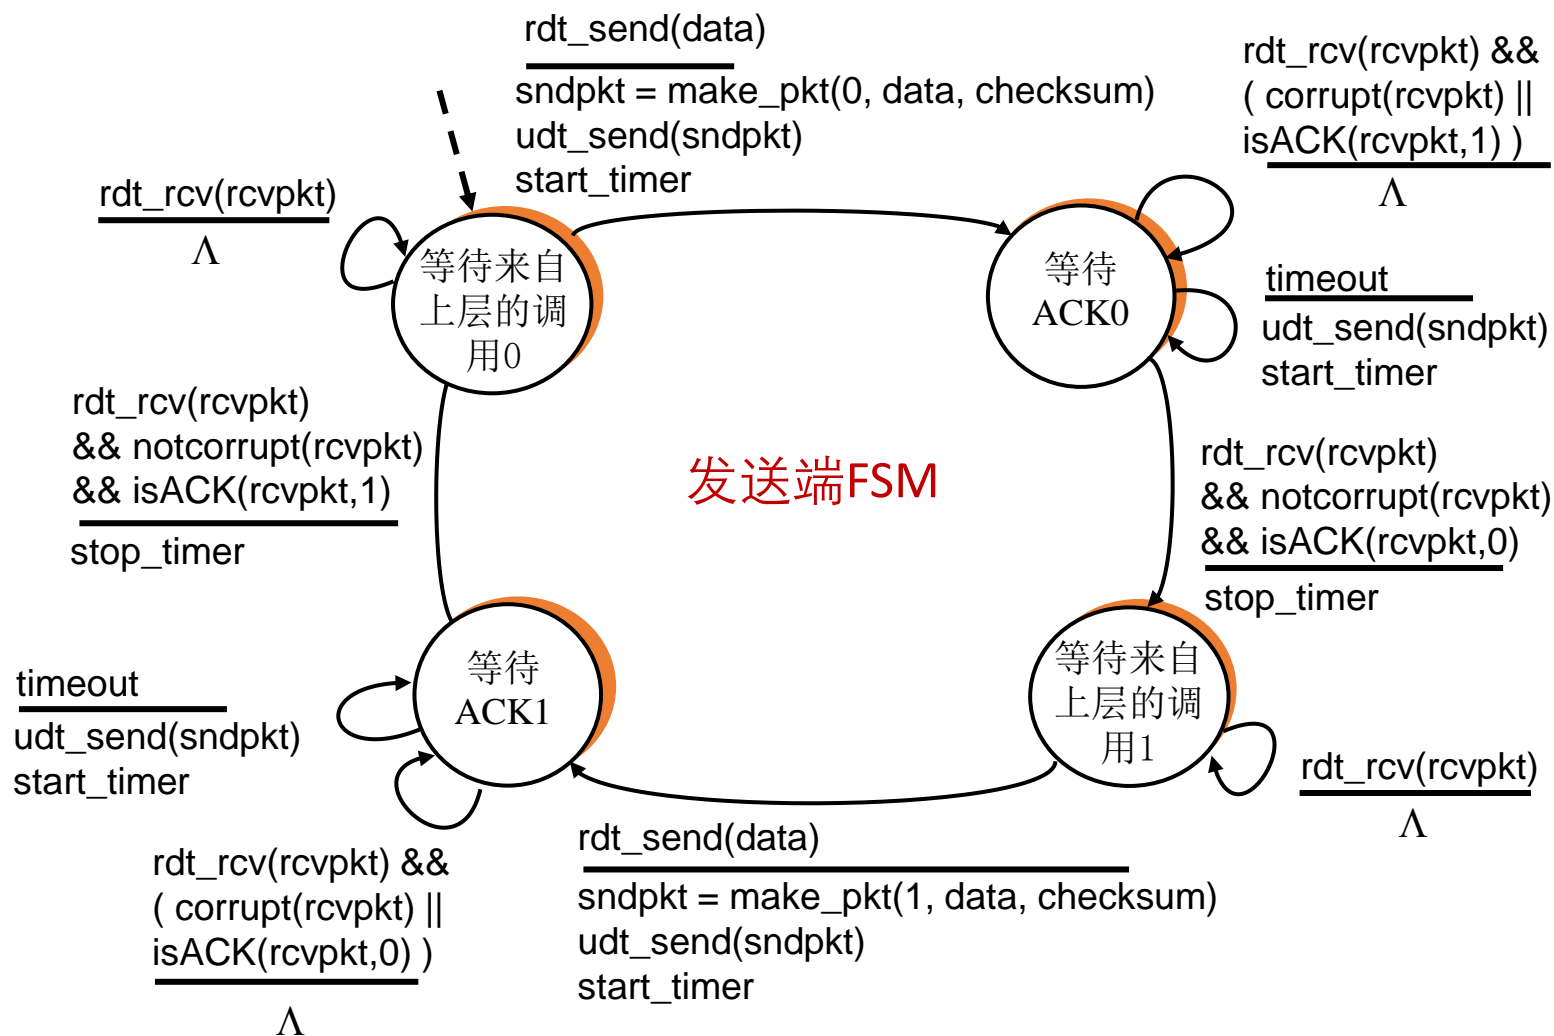 rdt_send(data)
sndpkt = make_pkt(0, data, checksum)
udt_send(sndpkt)
start_timer
rdt_rcv(rcvpkt) &&
( corrupt(rcvpkt) ||
isACK(rcvpkt,1) )
Λ
rdt_rcv(rcvpkt)
Λ
等待来自
上层的调
用0
等待
ACK0
timeout
udt_send(sndpkt)
start_timer
rdt_rcv(rcvpkt)
&& notcorrupt(rcvpkt)
&& isACK(rcvpkt,1)
stop_timer
发送端FSM
rdt_rcv(rcvpkt)
&& notcorrupt(rcvpkt)
&& isACK(rcvpkt,0)
stop_timer
等待
ACK1
等待来自
上层的调
用1
timeout
udt_send(sndpkt)
start_timer
rdt_rcv(rcvpkt)
Λ
rdt_rcv(rcvpkt) &&
( corrupt(rcvpkt) ||
isACK(rcvpkt,0) )
Λ
rdt_send(data)
sndpkt = make_pkt(1, data, checksum)
udt_send(sndpkt)
start_timer